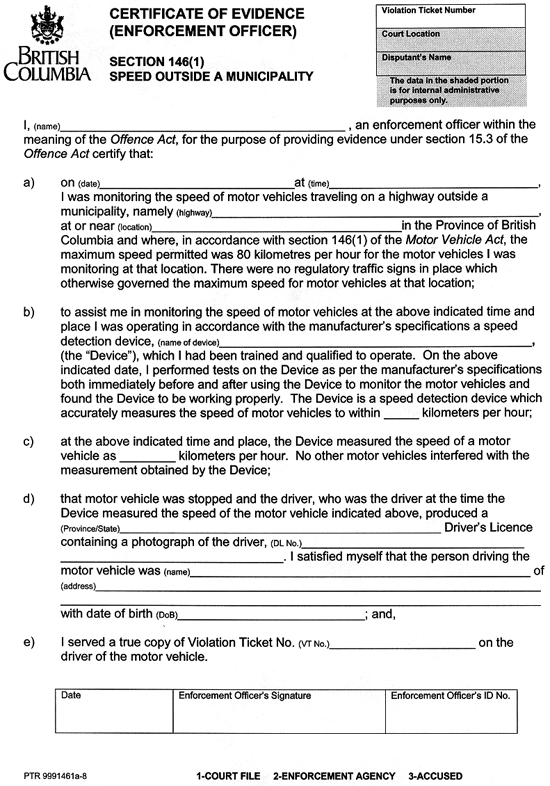 BRITISH
COLUMBIA
CERTIFICATE OF EVIDENCE
(ENFORCEMENT OFFICER)
SECTION 146(1)
SPEED OUTSIDE A MUNICIPALITY
Violation Ticket Number
Court Location
Disputant's Name
The data in the shaded portion
is for internal administrative
purposes only.
I, (name)____________, an enforcement officer within the
meaning of the Offence Act, for the purpose of providing evidence under section 15.3 of the
Offence Act certify that:
a) on (date)____________at (time)____________,
I was monitoring the speed of motor vehicles traveling on a highway outside a
municipality, namely (highway)____________,
at or near (location)____________in the Province of British
Columbia and where, in accordance with section 146(1) of the Motor Vehicle Act, the
maximum speed permitted was 80 kilometres per hour for the motor vehicles I was
monitoring at that location. There were no regulatory traffic signs in place which
otherwise governed the maximum speed for motor vehicles at that location;
b) to assist me in monitoring the speed of motor vehicles at the above indicated time and
place I was operating in accordance with the manufacturer's specifications a speed
detection device, (name of device)____________,
(the "Device"), which I had been trained and qualified to operate. On the above
indicated date, I performed tests on the Device as per the manufacturer's specifications
both immediately before and after using the Device to monitor the motor vehicles and
found the Device to be working properly. The Device is a speed detection device which
accurately measures the speed of motor vehicles to within _____ kilometers per hour;
c) at the above indicated time and place, the Device measured the speed of a motor
vehicle as ________ kilometers per hour. No other motor vehicles interfered with the
measurement obtained by the Device;
d) that motor vehicle was stopped and the driver, who was the driver at the time the
Device measured the speed of the motor vehicle indicated above, produced a
(Province/State)____________ Driver's Licence
containing a photograph of the driver, (DL No.)____________
____________. I satisfied myself that the person driving the
motor vehicle was (name)____________ of
(address)____________
____________
with date of birth (DoB)____________; and,
e) I served a true copy of Violation Ticket No. (VT No.)____________ on the
driver of the motor vehicle.
Date Enforcement Officer's Signature Enforcement Officer's ID No.
PTR 9991461a-8 1-COURT FILE 2-ENFORCEMENT AGENCY 3-ACCUSED